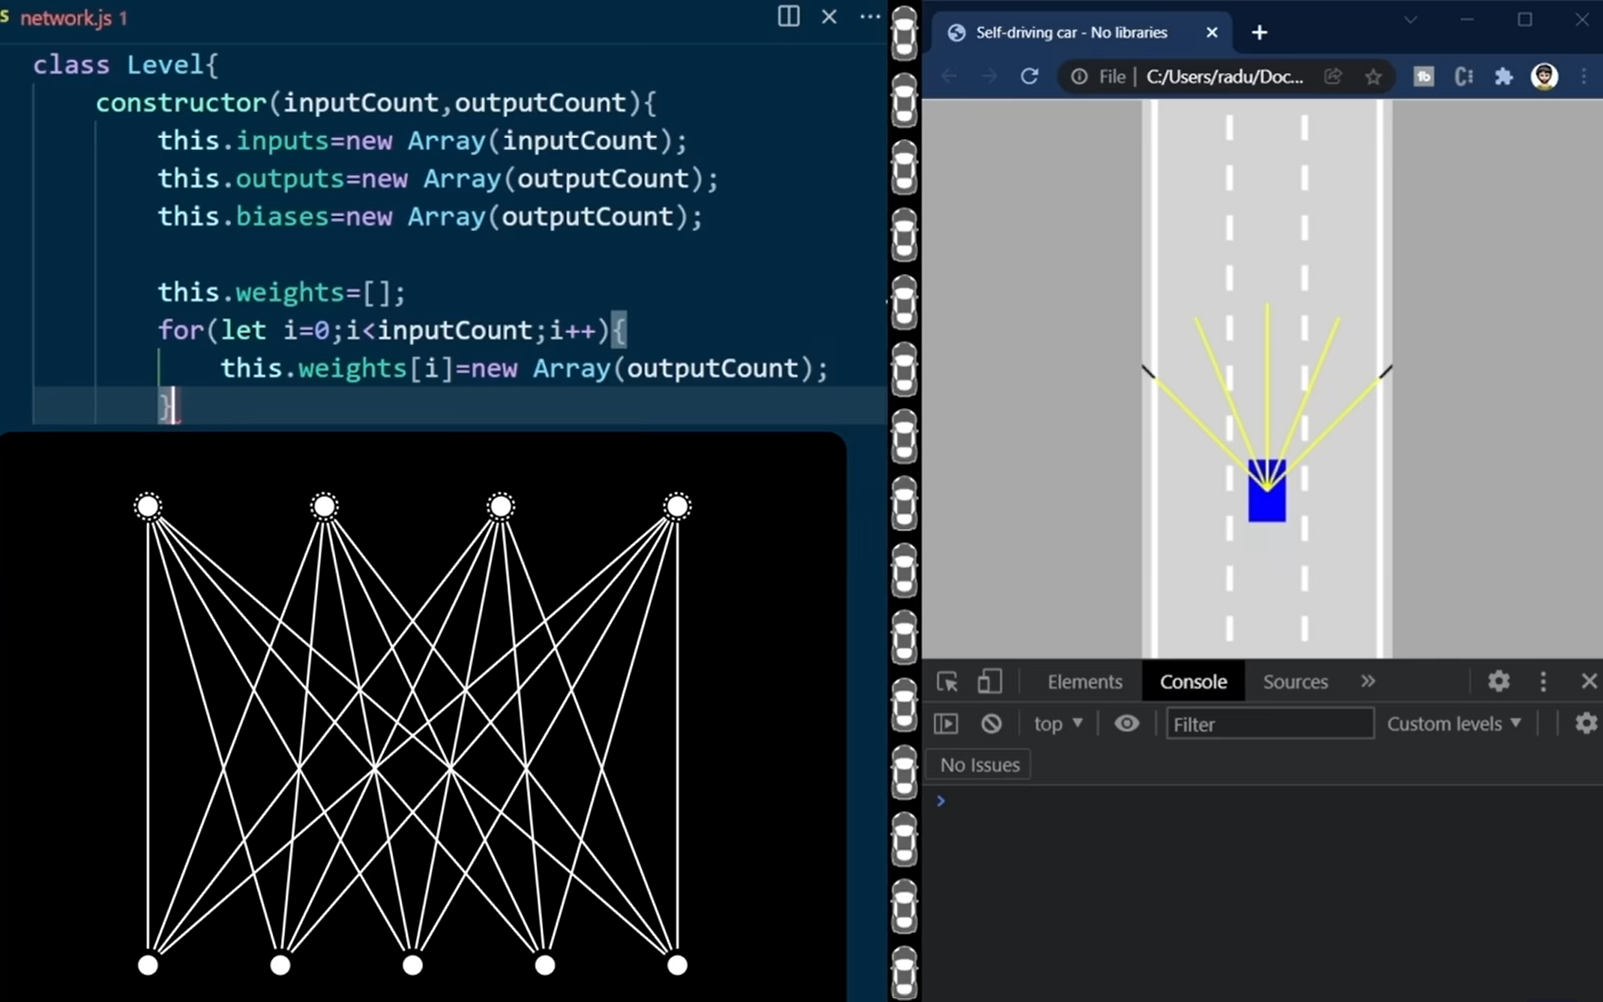 network.js 1
class Level{
constructor(inputCount,outputCount){
this.inputs=new Array(inputCount);
this.outputs=new Array(outputCount);
this.biases=new Array(outputCount);
this.weights=[];
for(let i=0;i<inputCount;i++){
this.weights[i]=new Array(outputCount);
}
Self-driving car - No libraries
File | C:/Users/radu/Doc...
Elements Console Sources
top Filter Custom levels
No Issues